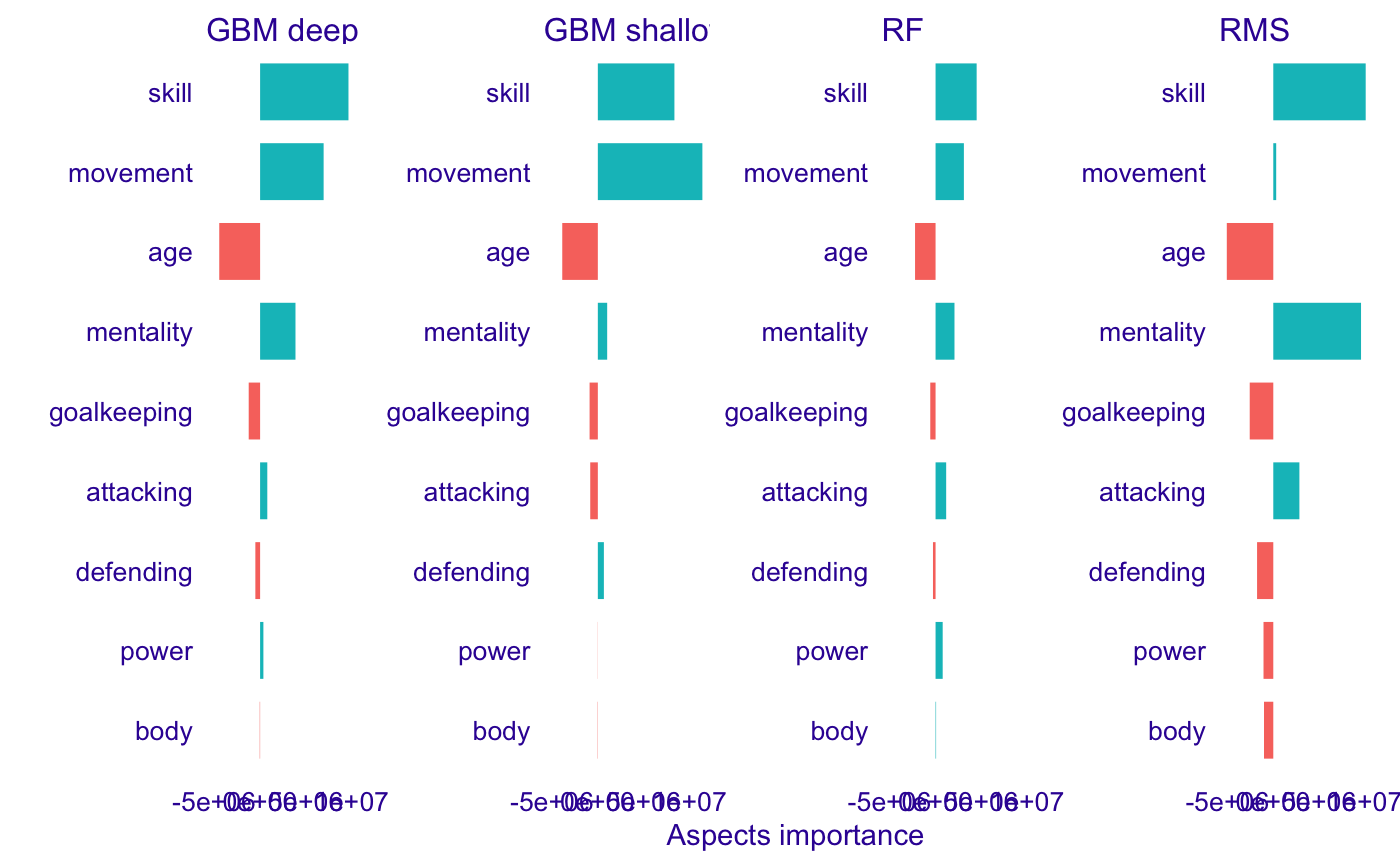 GBM deep GBM shallo RF RMS
skill skill skill skill
movement movement movement movement
age age age age
mentality mentality mentality mentality
goalkeeping goalkeeping goalkeeping goalkeeping
attacking attacking attacking attacking
defending defending defending defending
power power power power
body body body body
-5e+06 0e+00 5e+06 1e+07 -5e+06 0e+00 5e+06 1e+07 -5e+06 0e+00 5e+06 1e+07 -5e+06 0e+00 5e+06 1e+07
Aspects importance